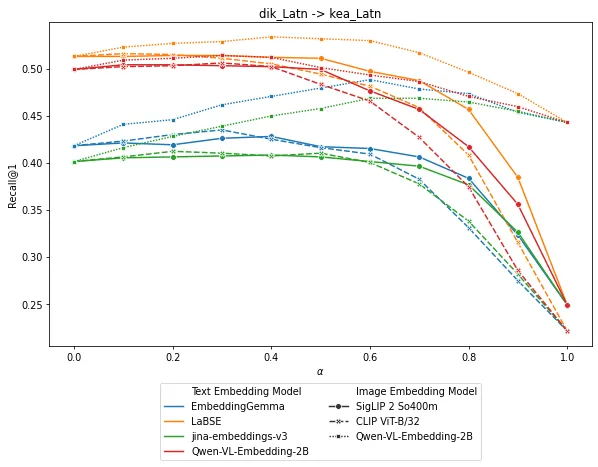 dik_Latn -> kea_Latn
Recall@1
0.50
0.45
0.40
0.35
0.30
0.25
0.0
0.2
0.4
0.6
0.8
1.0
α
Text Embedding Model
EmbeddingGemma
LaBSE
jina-embeddings-v3
Qwen-VL-Embedding-2B
Image Embedding Model
SigLIP 2 So400m
CLIP ViT-B/32
Qwen-VL-Embedding-2B